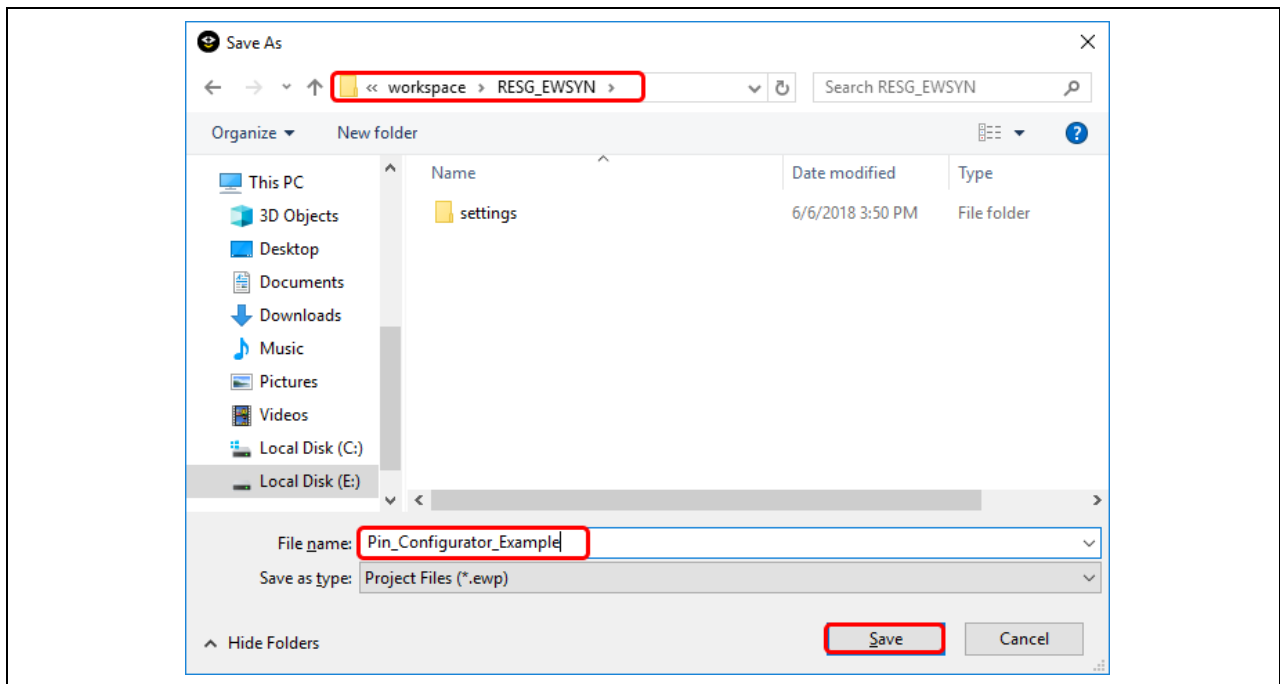 Save As
« workspace > RESG_EWSYN >
Search RESG_EWSYN
Organize
New folder
Name
Date modified
Type
settings
6/6/2018 3:50 PM
File folder
This PC
3D Objects
Desktop
Documents
Downloads
Music
Pictures
Videos
Local Disk (C:)
Local Disk (E:)
File name: Pin_Configurator_Example
Save as type: Project Files (*.ewp)
Hide Folders
Save
Cancel